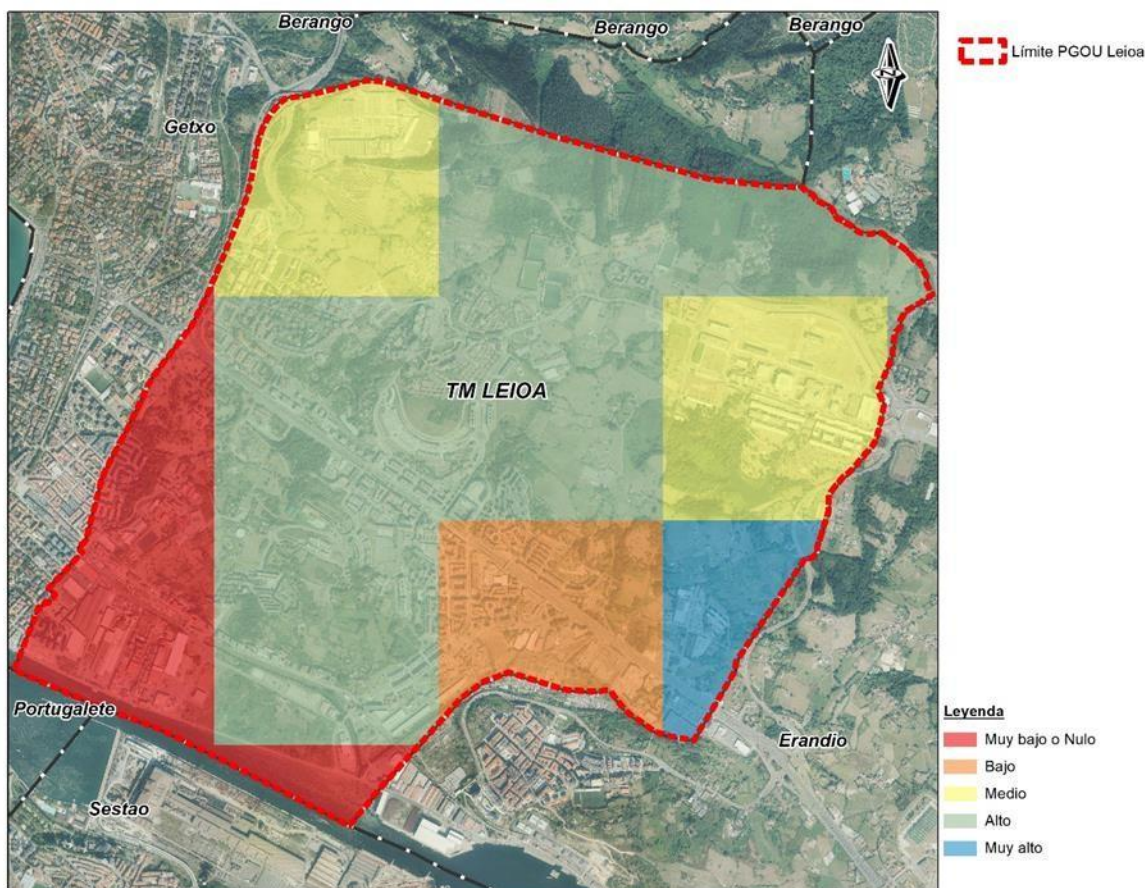 Berango
Berango
Berango
Límite PGOU Leioa
N
Getxo
TM LEIOA
Portugalete
Erandio
Sestao
Leyenda
Muy bajo o Nulo
Bajo
Medio
Alto
Muy alto